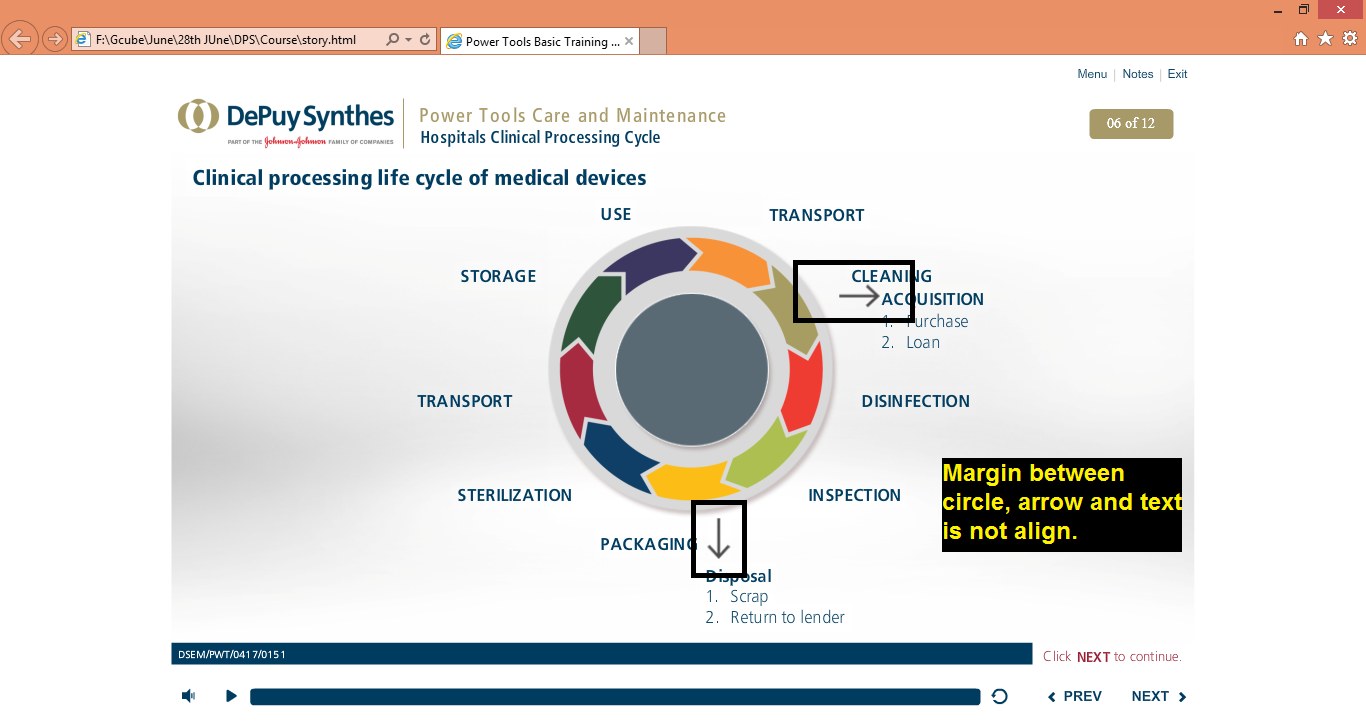 F:\Gcube\June\28th JUne\DPS\Course\story.html
Power Tools Basic Training ...
Menu | Notes | Exit
DePuy Synthes
PART OF THE Johnson & Johnson FAMILY OF COMPANIES
Power Tools Care and Maintenance
Hospitals Clinical Processing Cycle
06 of 12
Clinical processing life cycle of medical devices
USE
TRANSPORT
STORAGE
CLEANING
ACQUISITION
1. Purchase
2. Loan
TRANSPORT
DISINFECTION
Margin between
circle, arrow and text
is not align.
STERILIZATION
INSPECTION
PACKAGING
Disposal
1. Scrap
2. Return to lender
DSEM/PWT/0417/0151
Click NEXT to continue.
PREV
NEXT